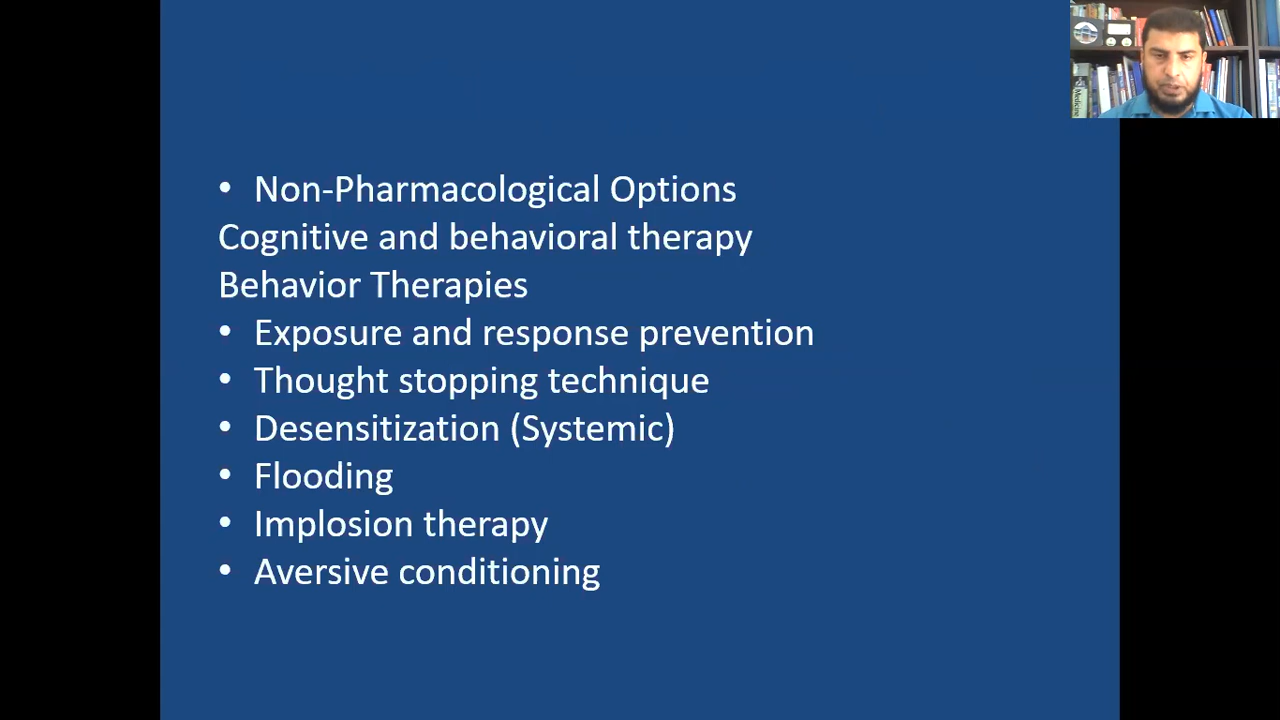 • Non-Pharmacological Options
Cognitive and behavioral therapy
Behavior Therapies
• Exposure and response prevention
• Thought stopping technique
• Desensitization (Systemic)
• Flooding
• Implosion therapy
• Aversive conditioning
Medicine